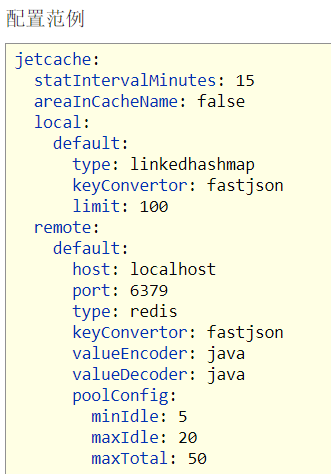 配置范例
jetcache:
  statIntervalMinutes: 15
  areaInCacheName: false
  local:
    default:
      type: linkedhashmap
      keyConvertor: fastjson
      limit: 100
  remote:
    default:
      host: localhost
      port: 6379
      type: redis
      keyConvertor: fastjson
      valueEncoder: java
      valueDecoder: java
      poolConfig:
        minIdle: 5
        maxIdle: 20
        maxTotal: 50